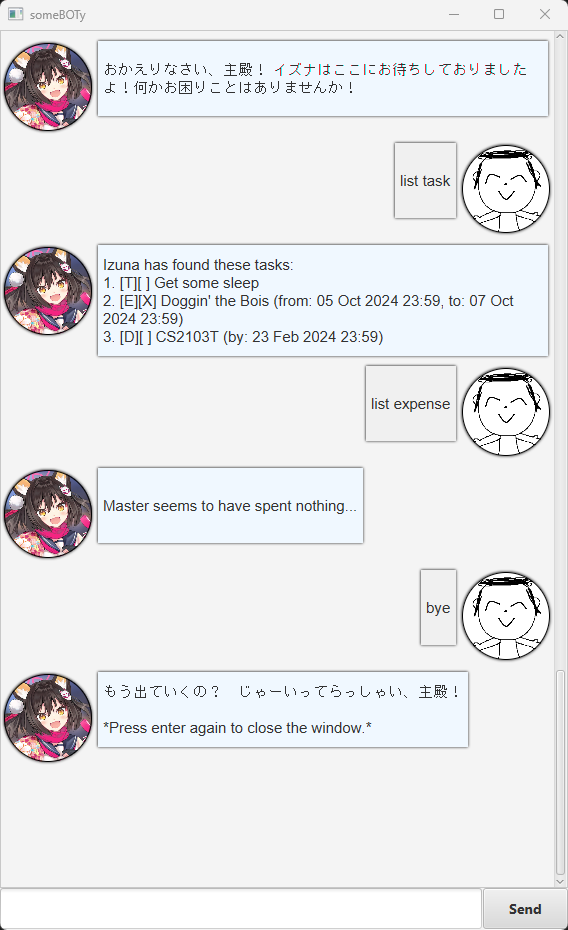 someBOTy
おかえりなさい、主殿！ イズナはここにお待ちしておりました
よ！何かお困りことはありませんか！
list task
Izuna has found these tasks:
1. [T][ ] Get some sleep
2. [E][X] Doggin' the Bois (from: 05 Oct 2024 23:59, to: 07 Oct
2024 23:59)
3. [D][ ] CS2103T (by: 23 Feb 2024 23:59)
list expense
Master seems to have spent nothing...
bye
もう出ていくの？　じゃーいってらっしゃい、主殿！
*Press enter again to close the window.*
Send